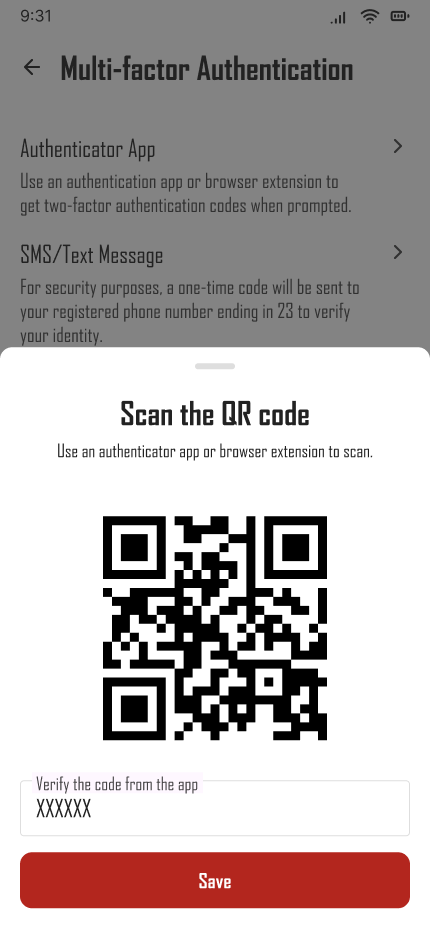 9:31
Multi-factor Authentication
Authenticator App
Use an authentication app or browser extension to
get two-factor authentication codes when prompted.
SMS/Text Message
For security purposes, a one-time code will be sent to
your registered phone number ending in 23 to verify
your identity.
Scan the QR code
Use an authenticator app or browser extension to scan.
Verify the code from the app
XXXXXX
Save